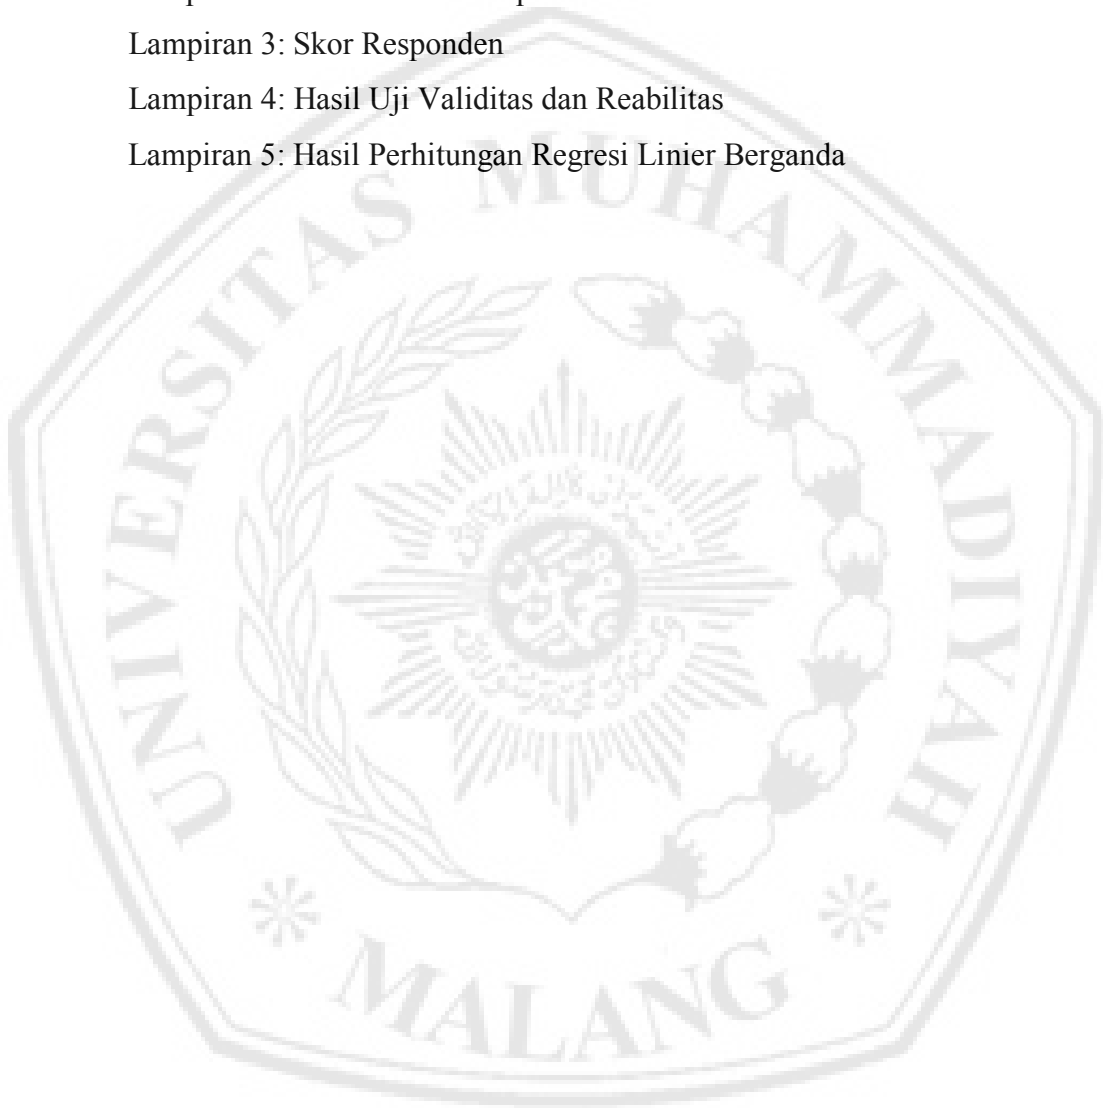 Lampiran 3: Skor Responden
Lampiran 4: Hasil Uji Validitas dan Reabilitas
Lampiran 5: Hasil Perhitungan Regresi Linier Berganda
UNIVERSITAS MUHAMMADIYAH
MALANG